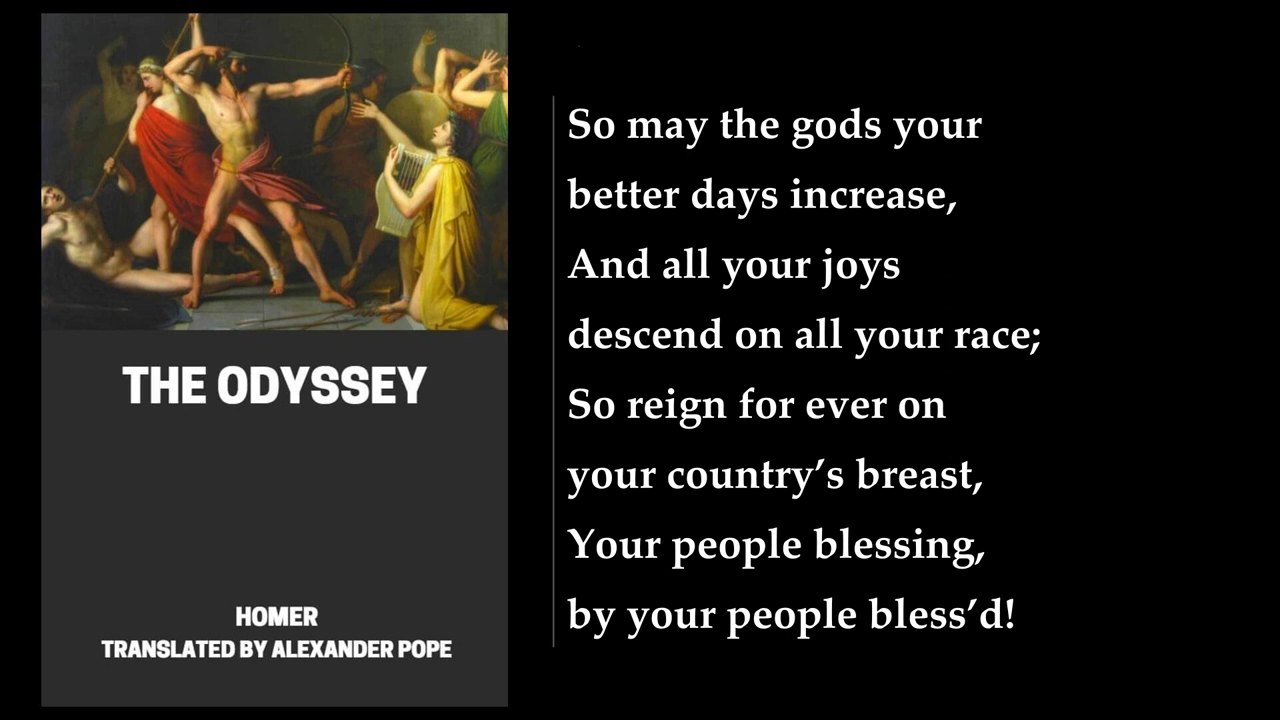 THE ODYSSEY
HOMER
TRANSLATED BY ALEXANDER POPE
So may the gods your
better days increase,
And all your joys
descend on all your race;
So reign for ever on
your country’s breast,
Your people blessing,
by your people bless’d!